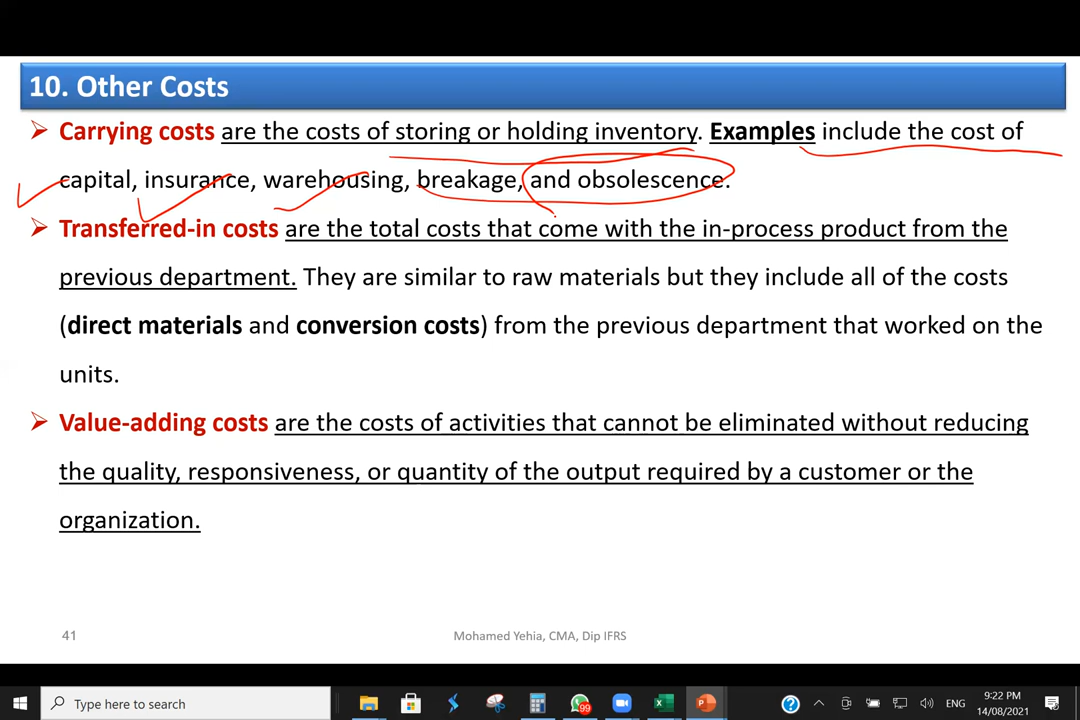 10. Other Costs
➢ Carrying costs are the costs of storing or holding inventory. Examples include the cost of
capital, insurance, warehousing, breakage, and obsolescence.
➢ Transferred-in costs are the total costs that come with the in-process product from the
previous department. They are similar to raw materials but they include all of the costs
(direct materials and conversion costs) from the previous department that worked on the
units.
➢ Value-adding costs are the costs of activities that cannot be eliminated without reducing
the quality, responsiveness, or quantity of the output required by a customer or the
organization.
41
Mohamed Yehia, CMA, Dip IFRS
Type here to search
99
ENG
9:22 PM
14/08/2021